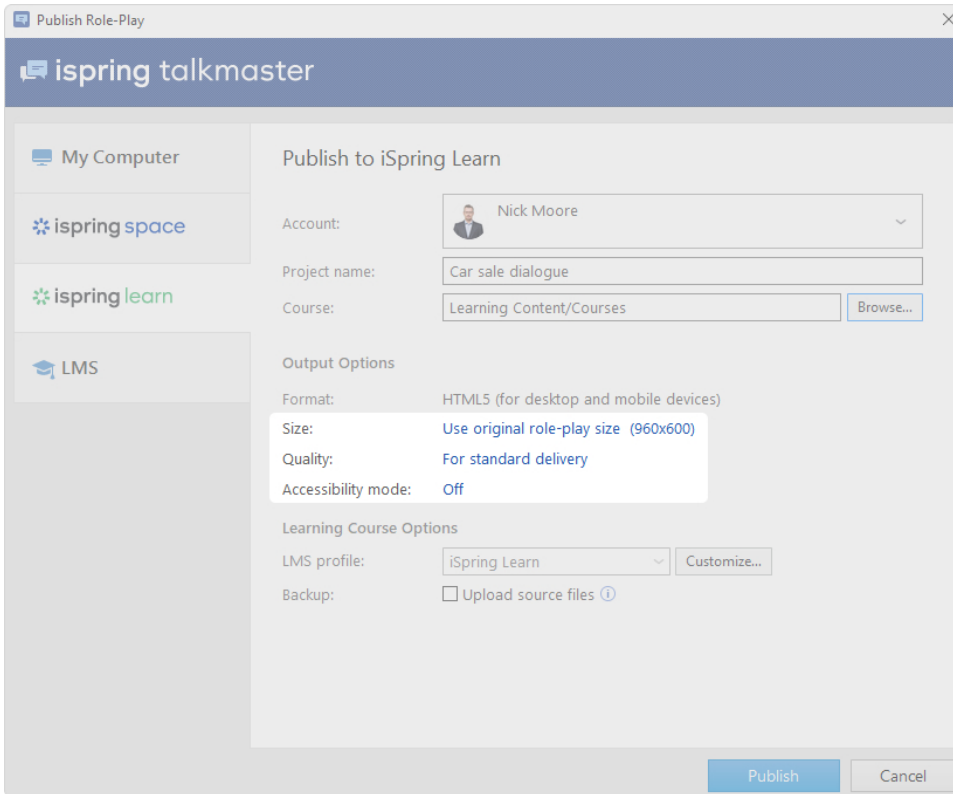 Publish Role-Play
ispring talkmaster
My Computer
ispring space
ispring learn
LMS
Publish to iSpring Learn
Account: Nick Moore
Project name: Car sale dialogue
Course: Learning Content/Courses Browse...
Output Options
Format: HTML5 (for desktop and mobile devices)
Size: Use original role-play size (960x600)
Quality: For standard delivery
Accessibility mode: Off
Learning Course Options
LMS profile: iSpring Learn Customize...
Backup: Upload source files
Publish Cancel